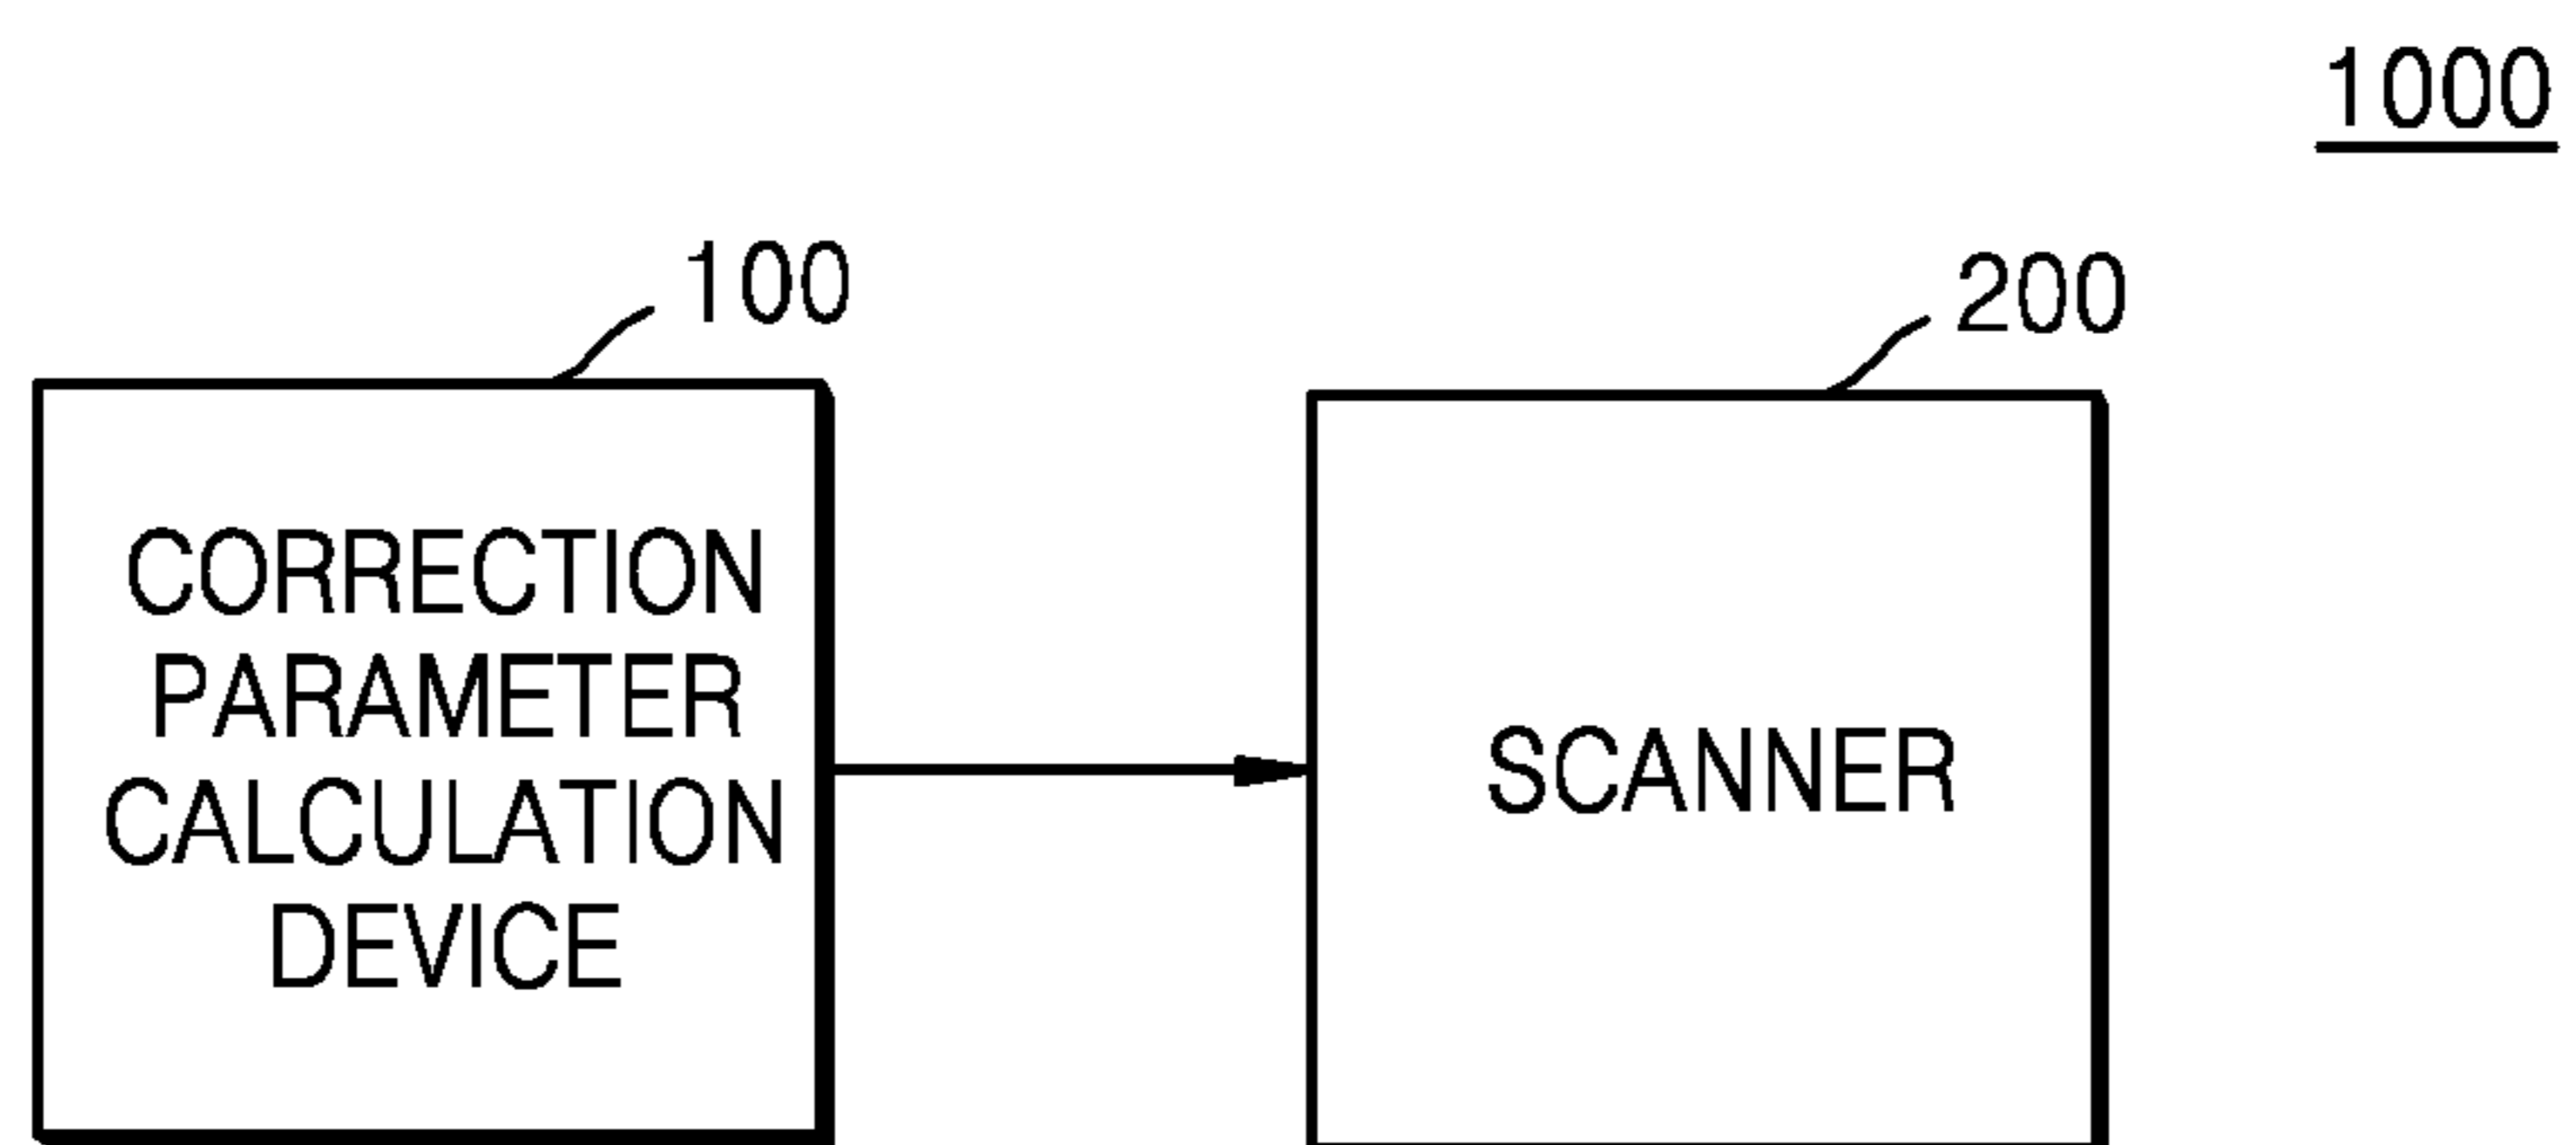 1000
100
200
CORRECTION
PARAMETER
CALCULATION
DEVICE
SCANNER